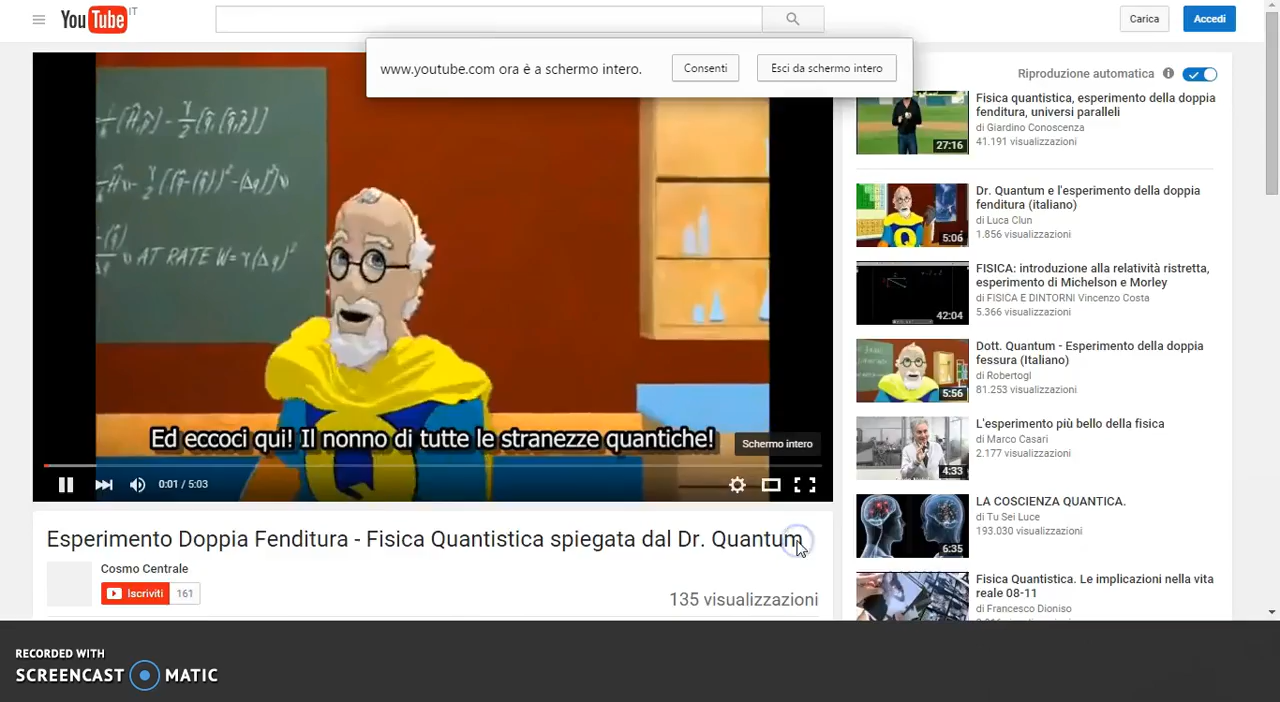 YouTube IT
Carica
Accedi
www.youtube.com ora è a schermo intero.
Consenti
Esci da schermo intero
AT RATE W=
Ed eccoci qui! Il nonno di tutte le stranezze quantiche!
Schermo intero
0:01 / 5:03
Esperimento Doppia Fenditura - Fisica Quantistica spiegata dal Dr. Quantum
Cosmo Centrale
Iscriviti
161
135 visualizzazioni
Riproduzione automatica
Fisica quantistica, esperimento della doppia
fenditura, universi paralleli
di Giardino Conoscenza
41.191 visualizzazioni
27:16
Dr. Quantum e l'esperimento della doppia
fenditura (italiano)
di Luca Clun
1.856 visualizzazioni
5:06
FISICA: introduzione alla relatività ristretta,
esperimento di Michelson e Morley
di FISICA E DINTORNI Vincenzo Costa
5.366 visualizzazioni
42:04
Dott. Quantum - Esperimento della doppia
fessura (Italiano)
di Robertogl
81.253 visualizzazioni
5:56
L'esperimento più bello della fisica
di Marco Casari
2.177 visualizzazioni
4:33
LA COSCIENZA QUANTICA.
di Tu Sei Luce
193.030 visualizzazioni
6:35
Fisica Quantistica. Le implicazioni nella vita
reale 08-11
di Francesco Dioniso
RECORDED WITH
SCREENCAST MATIC